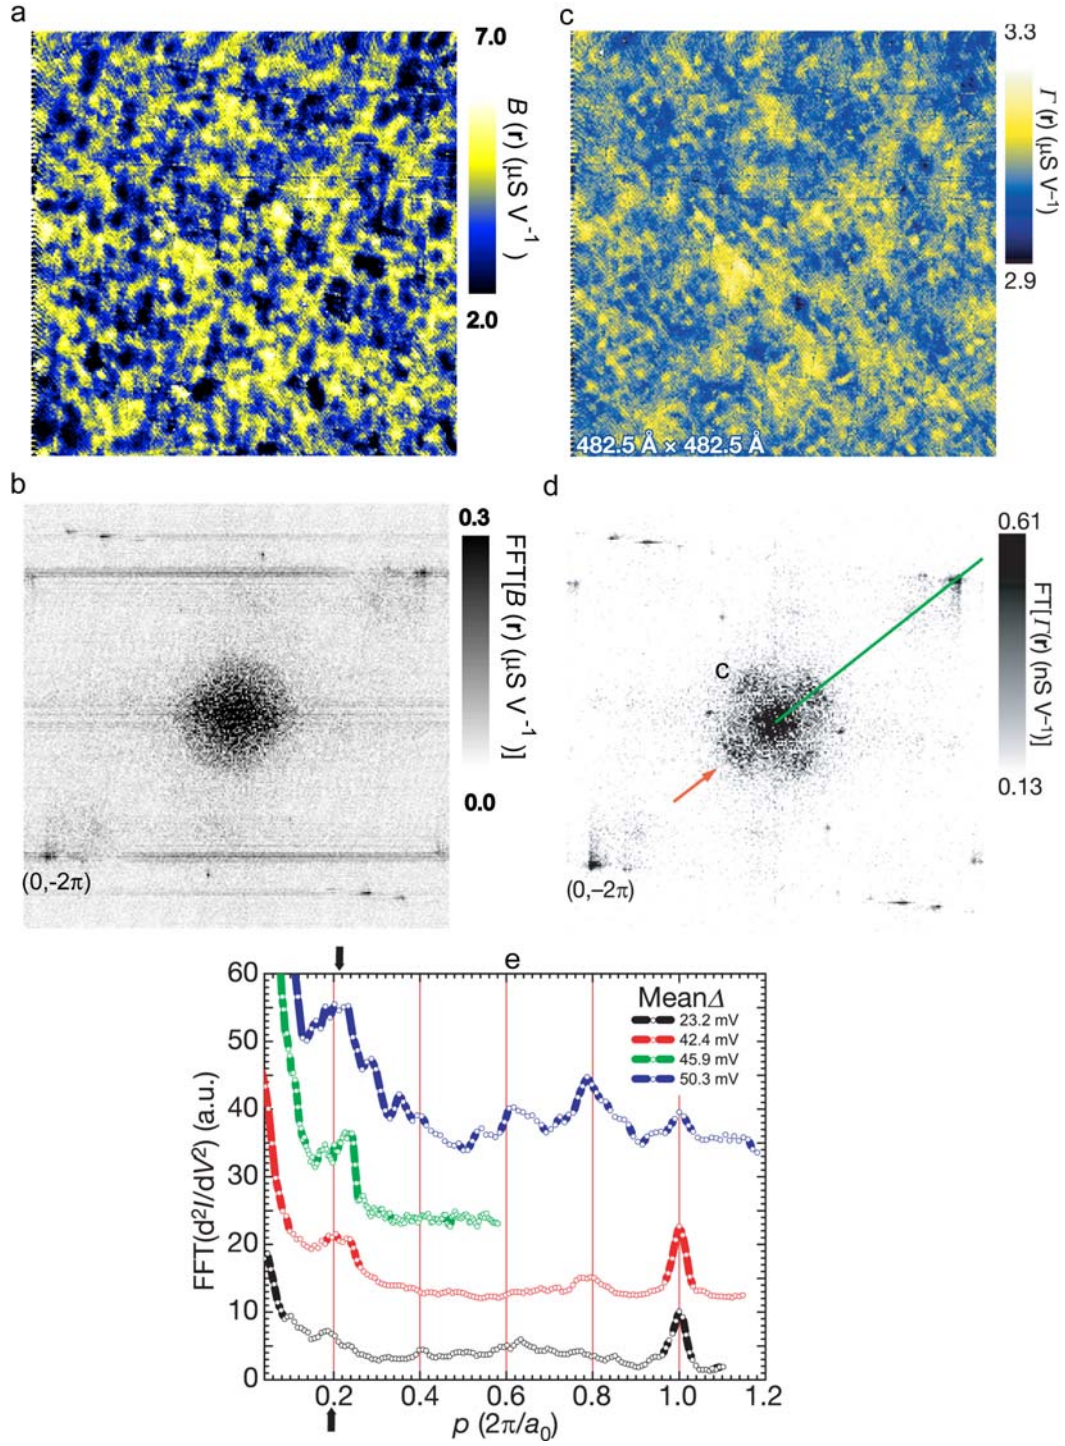 a
7.0
B (r) (μS V⁻¹)
2.0
c
3.3
Γ (r) (μS V⁻¹)
2.9
482.5 Å × 482.5 Å
b
0.3
FFT[B (r) (μS V⁻¹)]
0.0
(0,-2π)
d
0.61
FT[Γ(r) (nS V⁻¹)]
0.13
c
(0,−2π)
e
60
50
40
30
20
10
0
FFT(d²I/dV²) (a.u.)
MeanΔ
23.2 mV
42.4 mV
45.9 mV
50.3 mV
0.2 0.4 0.6 0.8 1.0 1.2
p (2π/a₀)